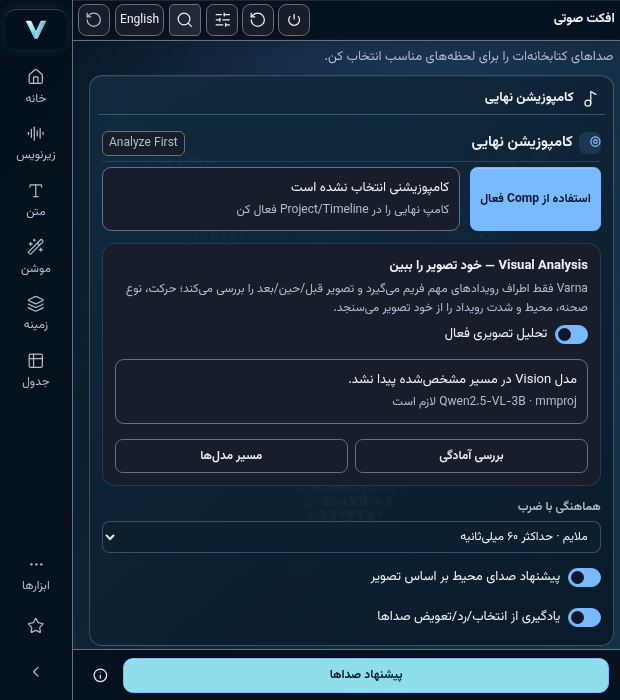 افکت صوتی
English
صداهای کتابخانه‌ات را برای لحظه‌های مناسب انتخاب کن.
خانه
زیرنویس
متن
موشن
زمینه
جدول
ابزارها
کامپوزیشن نهایی
کامپوزیشن نهایی
Analyze First
استفاده از Comp فعال
کامپوزیشنی انتخاب نشده است
کامپ نهایی را در Project/Timeline فعال کن
Visual Analysis — خود تصویر را ببین
Varna فقط اطراف رویدادهای مهم فریم می‌گیرد و تصویر قبل/حین/بعد را بررسی می‌کند؛ حرکت، نوع
صحنه، محیط و شدت رویداد را از خود تصویر می‌سنجد.
تحلیل تصویری فعال
مدل Vision در مسیر مشخص‌شده پیدا نشد.
Qwen2.5-VL-3B · mmproj لازم است
بررسی آمادگی
مسیر مدل‌ها
هماهنگی با ضرب
ملایم · حداکثر ۶۰ میلی‌ثانیه
پیشنهاد صدای محیط بر اساس تصویر
یادگیری از انتخاب/رد/تعویض صداها
پیشنهاد صداها